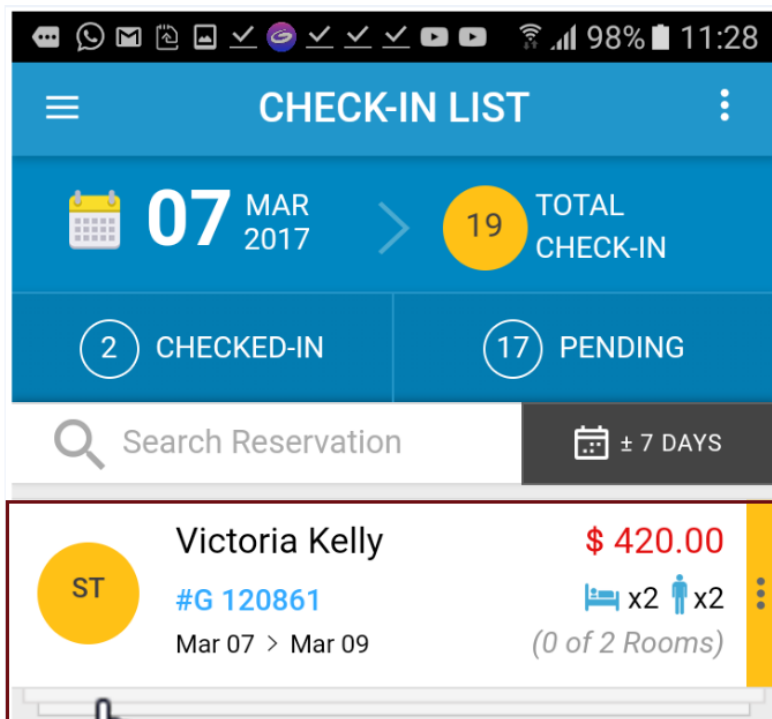 98% 11:28
CHECK-IN LIST
07 MAR 2017
19 TOTAL CHECK-IN
2 CHECKED-IN
17 PENDING
Search Reservation
± 7 DAYS
ST
Victoria Kelly
$ 420.00
#G 120861
x2 x2
Mar 07 > Mar 09
(0 of 2 Rooms)